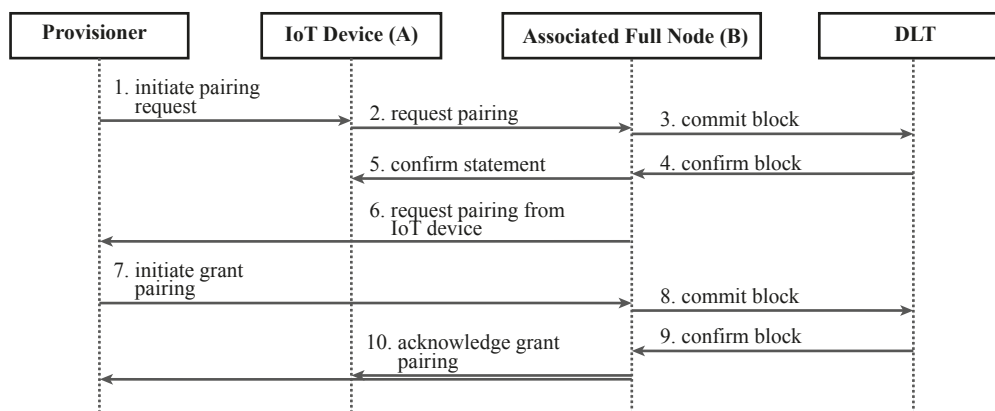 Provisioner
IoT Device (A)
Associated Full Node (B)
DLT
1. initiate pairing
request
2. request pairing
3. commit block
5. confirm statement
4. confirm block
6. request pairing from
IoT device
7. initiate grant
pairing
8. commit block
9. confirm block
10. acknowledge grant
pairing